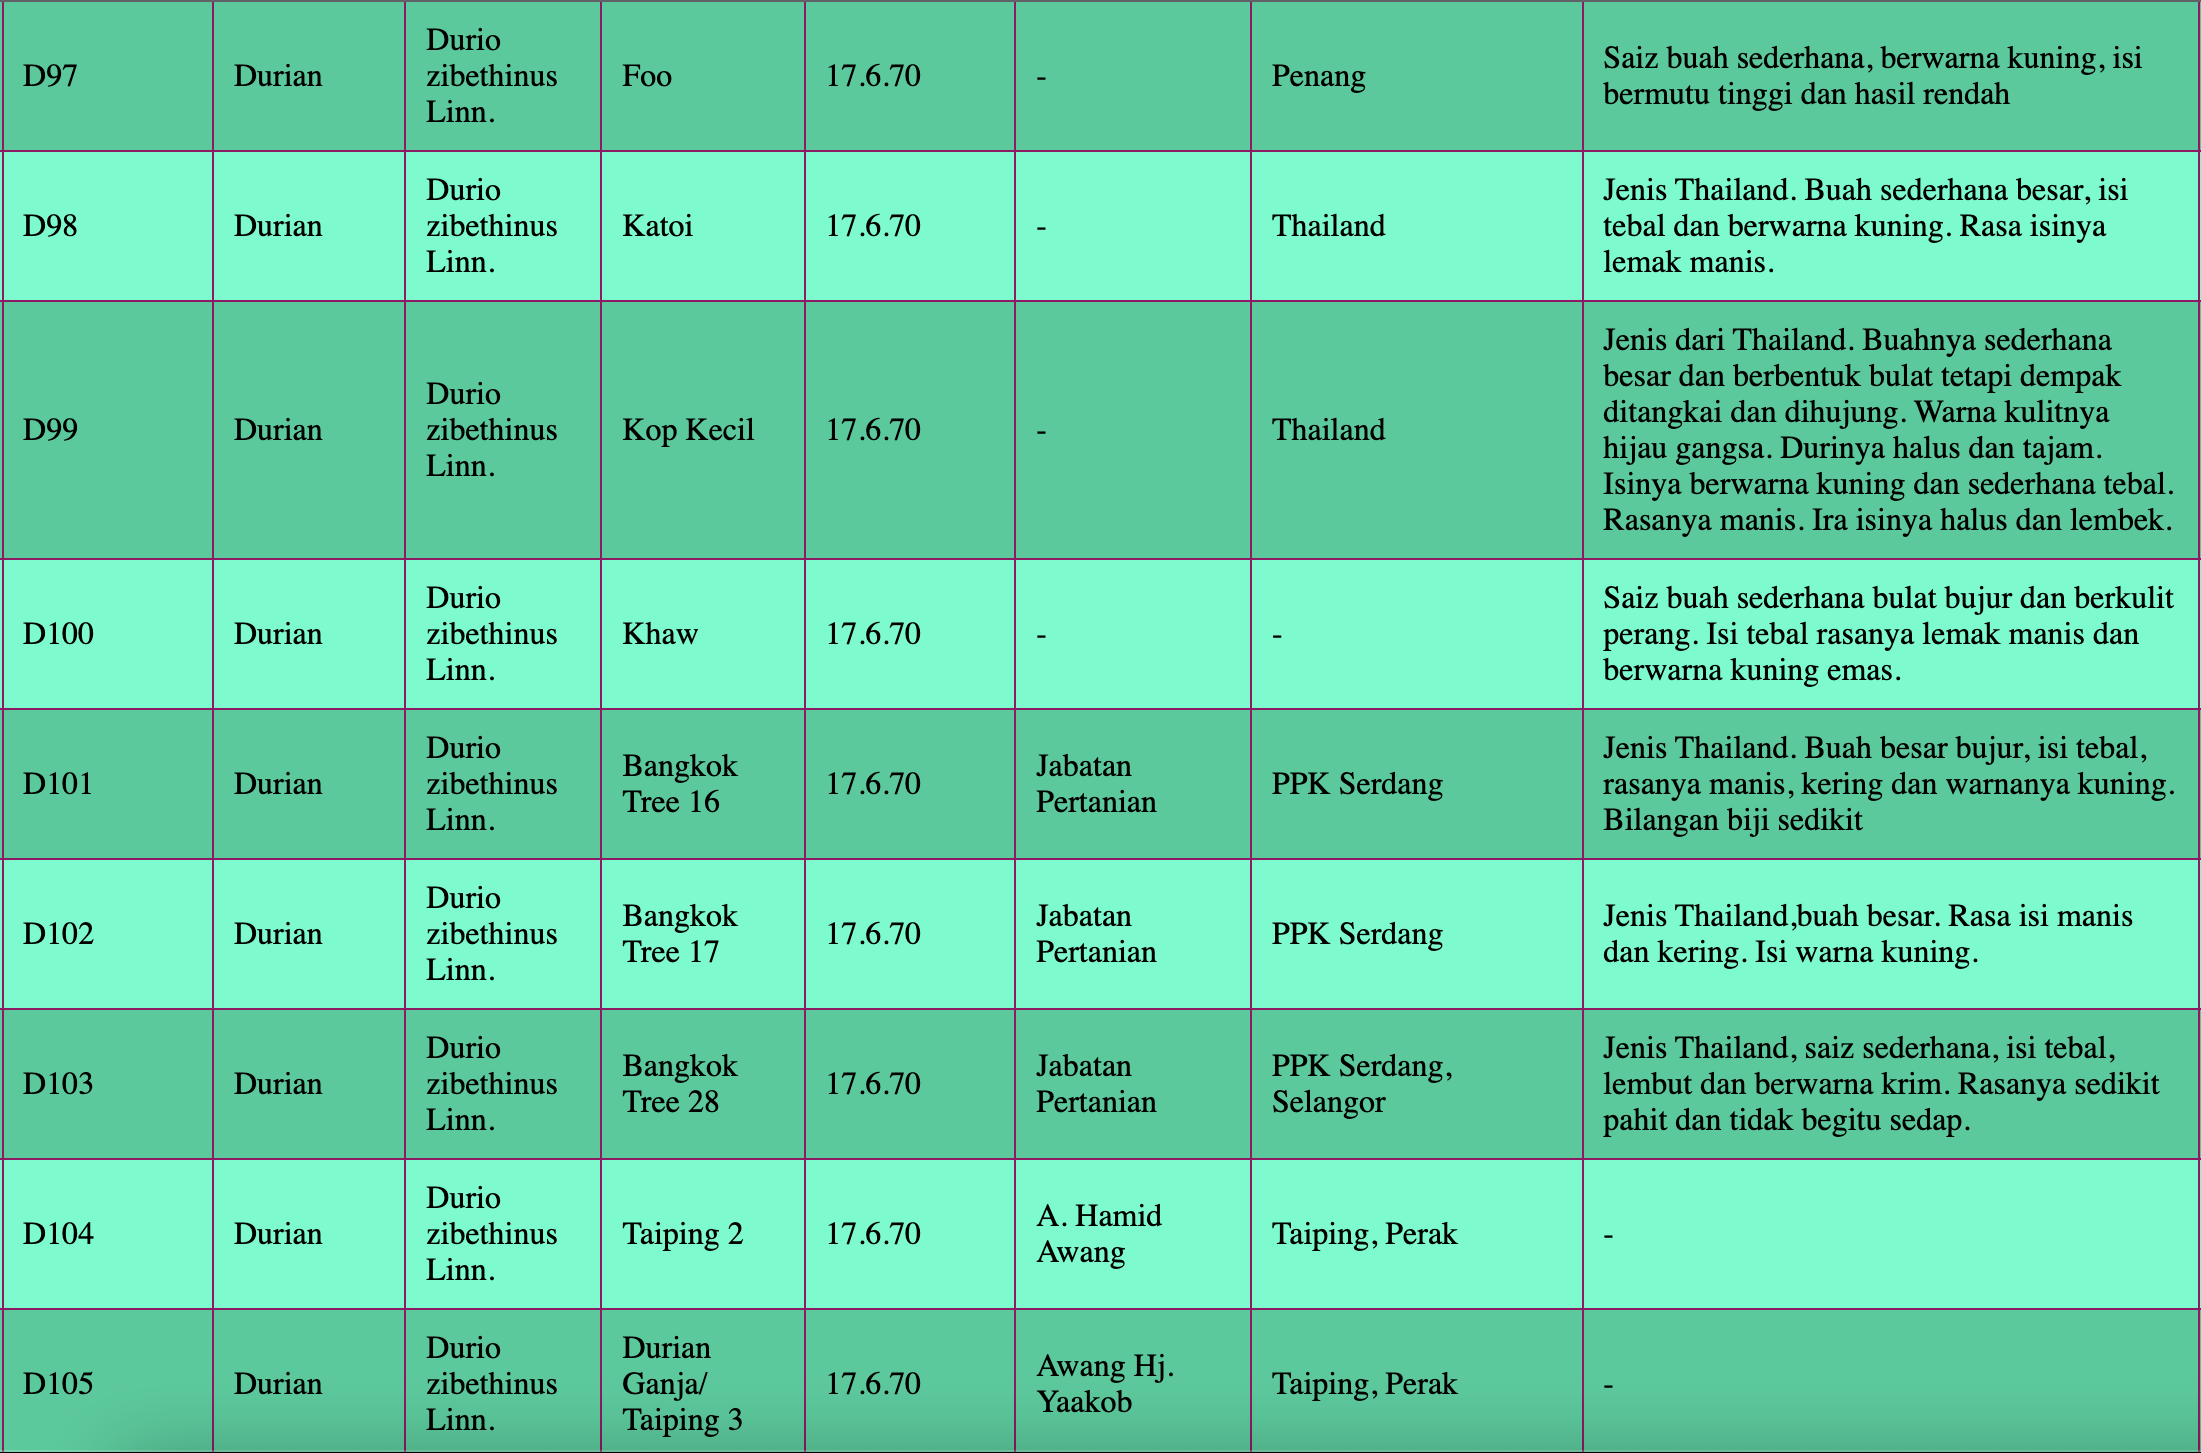 D97
Durian
Durio
zibethinus
Linn.
Foo
17.6.70
-
Penang
Saiz buah sederhana, berwarna kuning, isi
bermutu tinggi dan hasil rendah
D98
Durian
Durio
zibethinus
Linn.
Katoi
17.6.70
-
Thailand
Jenis Thailand. Buah sederhana besar, isi
tebal dan berwarna kuning. Rasa isinya
lemak manis.
D99
Durian
Durio
zibethinus
Linn.
Kop Kecil
17.6.70
-
Thailand
Jenis dari Thailand. Buahnya sederhana
besar dan berbentuk bulat tetapi dempak
ditangkai dan dihujung. Warna kulitnya
hijau gangsa. Durinya halus dan tajam.
Isinya berwarna kuning dan sederhana tebal.
Rasanya manis. Ira isinya halus dan lembek.
D100
Durian
Durio
zibethinus
Linn.
Khaw
17.6.70
-
-
Saiz buah sederhana bulat bujur dan berkulit
perang. Isi tebal rasanya lemak manis dan
berwarna kuning emas.
D101
Durian
Durio
zibethinus
Linn.
Bangkok
Tree 16
17.6.70
Jabatan
Pertanian
PPK Serdang
Jenis Thailand. Buah besar bujur, isi tebal,
rasanya manis, kering dan warnanya kuning.
Bilangan biji sedikit
D102
Durian
Durio
zibethinus
Linn.
Bangkok
Tree 17
17.6.70
Jabatan
Pertanian
PPK Serdang
Jenis Thailand,buah besar. Rasa isi manis
dan kering. Isi warna kuning.
D103
Durian
Durio
zibethinus
Linn.
Bangkok
Tree 28
17.6.70
Jabatan
Pertanian
PPK Serdang,
Selangor
Jenis Thailand, saiz sederhana, isi tebal,
lembut dan berwarna krim. Rasanya sedikit
pahit dan tidak begitu sedap.
D104
Durian
Durio
zibethinus
Linn.
Taiping 2
17.6.70
A. Hamid
Awang
Taiping, Perak
-
D105
Durian
Durio
zibethinus
Linn.
Durian
Ganja/
Taiping 3
17.6.70
Awang Hj.
Yaakob
Taiping, Perak
-